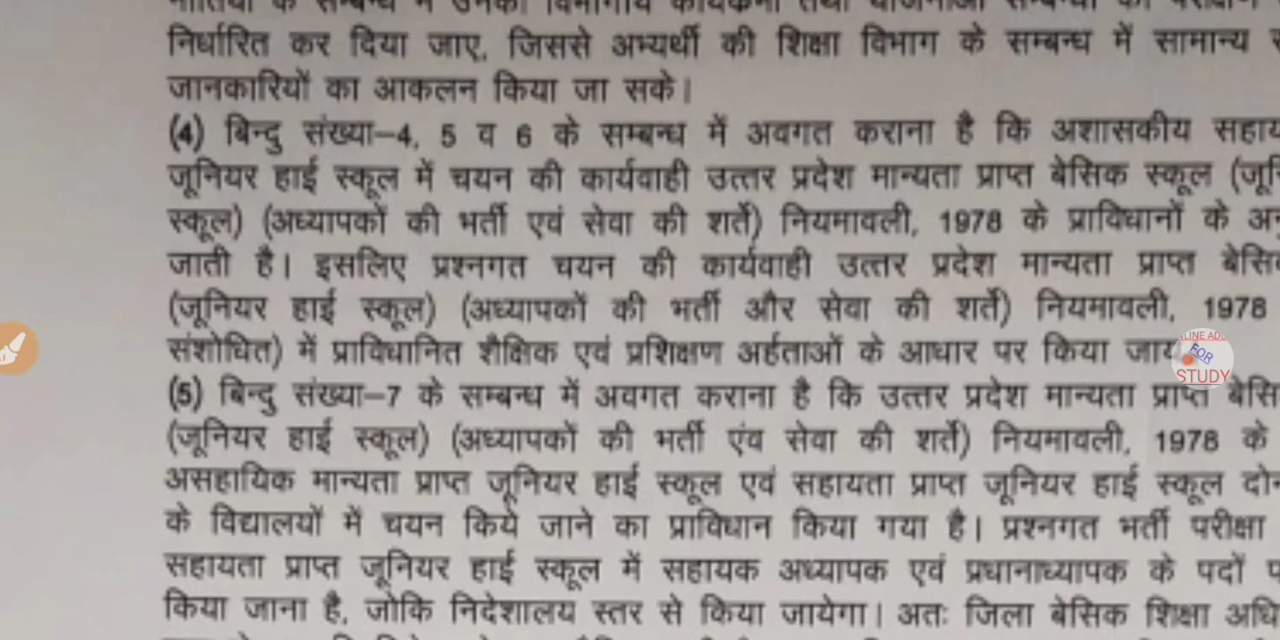 निर्धारित कर दिया जाए, जिससे अभ्यर्थी की शिक्षा विभाग के सम्बन्ध में सामान्य
जानकारियों का आकलन किया जा सके।
(4) बिन्दु संख्या–4, 5 व 6 के सम्बन्ध में अवगत कराना है कि अशासकीय
जूनियर हाई स्कूल में चयन की कार्यवाही उत्तर प्रदेश मान्यता प्राप्त बेसिक स्कूल
स्कूल) (अध्यापकों की भर्ती एवं सेवा की शर्ते) नियमावली, 1978 के प्राविधानों के
जाती है। इसलिए प्रश्नगत चयन की कार्यवाही उत्तर प्रदेश मान्यता प्राप्त
(जूनियर हाई स्कूल) (अध्यापकों की भर्ती और सेवा की शर्ते) नियमावली, 1978
संशोधित) में प्राविधानित शैक्षिक एवं प्रशिक्षण अर्हताओं के आधार पर किया
FOR
STUDY
(5) बिन्दु संख्या–7 के सम्बन्ध में अवगत कराना है कि उत्तर प्रदेश मान्यता प्राप्त
(जूनियर हाई स्कूल) (अध्यापकों की भर्ती एंव सेवा की शर्ते) नियमावली, 1978 के
असहायिक मान्यता प्राप्त जूनियर हाई स्कूल एवं सहायता प्राप्त जूनियर हाई स्कूल
के विद्यालयों में चयन किये जाने का प्राविधान किया गया है। प्रश्नगत भर्ती परीक्षा
सहायता प्राप्त जूनियर हाई स्कूल में सहायक अध्यापक एवं प्रधानाध्यापक के पदों
किया जाना है, जोकि निदेशालय स्तर से किया जायेगा। अतः जिला बेसिक शिक्षा